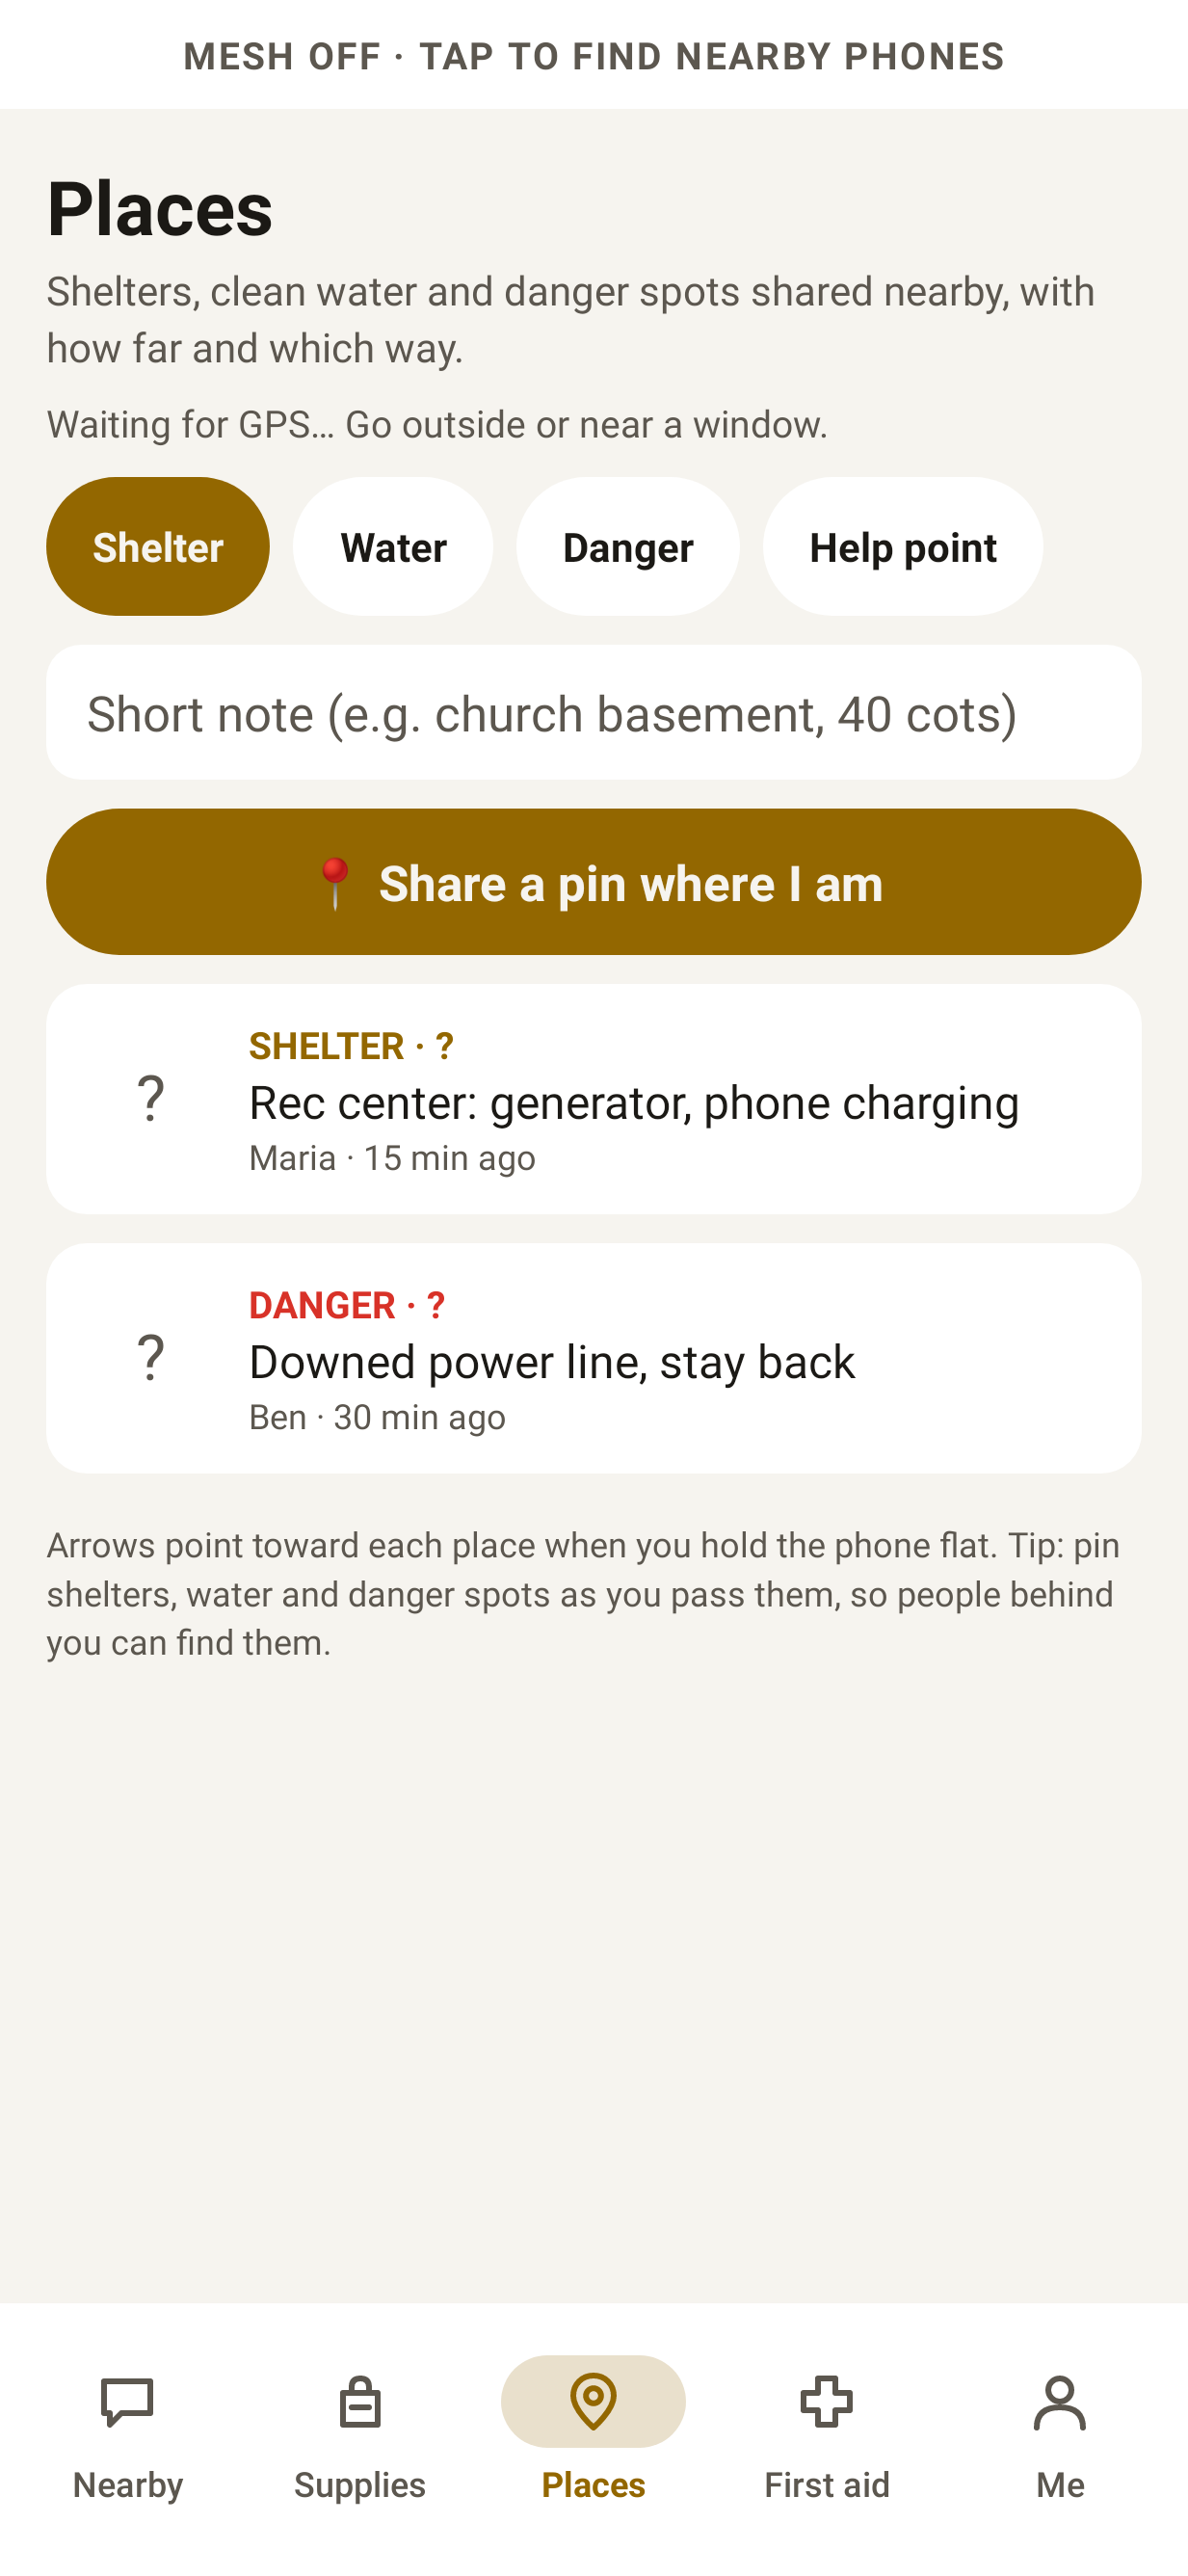 MESH OFF · TAP TO FIND NEARBY PHONES
Places
Shelters, clean water and danger spots shared nearby, with
how far and which way.
Waiting for GPS… Go outside or near a window.
Shelter
Water
Danger
Help point
Short note (e.g. church basement, 40 cots)
📍 Share a pin where I am
?
SHELTER · ?
Rec center: generator, phone charging
Maria · 15 min ago
?
DANGER · ?
Downed power line, stay back
Ben · 30 min ago
Arrows point toward each place when you hold the phone flat. Tip: pin
shelters, water and danger spots as you pass them, so people behind
you can find them.
Nearby
Supplies
Places
First aid
Me